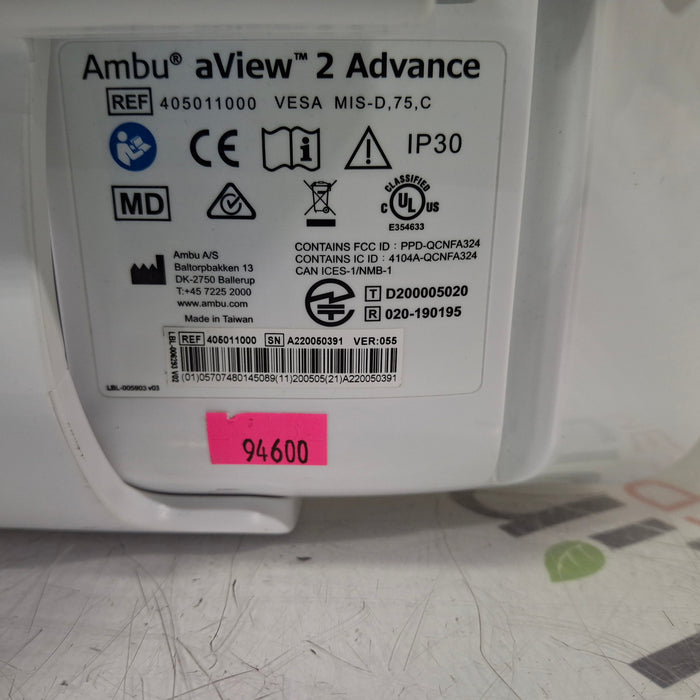 Ambu® aView™ 2 Advance
REF 405011000 VESA MIS-D,75,C
CE IP30
MD
CLASSIFIED
C UL US
E354633
Ambu A/S
Baltorpbakken 13
DK-2750 Ballerup
T:+45 7225 2000
www.ambu.com
Made in Taiwan
CONTAINS FCC ID : PPD-QCNFA324
CONTAINS IC ID : 4104A-QCNFA324
CAN ICES-1/NMB-1
T D200005020
R 020-190195
LBL-006293 V02
REF 405011000 SN A220050391 VER:055
(01)05707480145089(11)200505(21)A220050391
LBL-005903 v03
94600